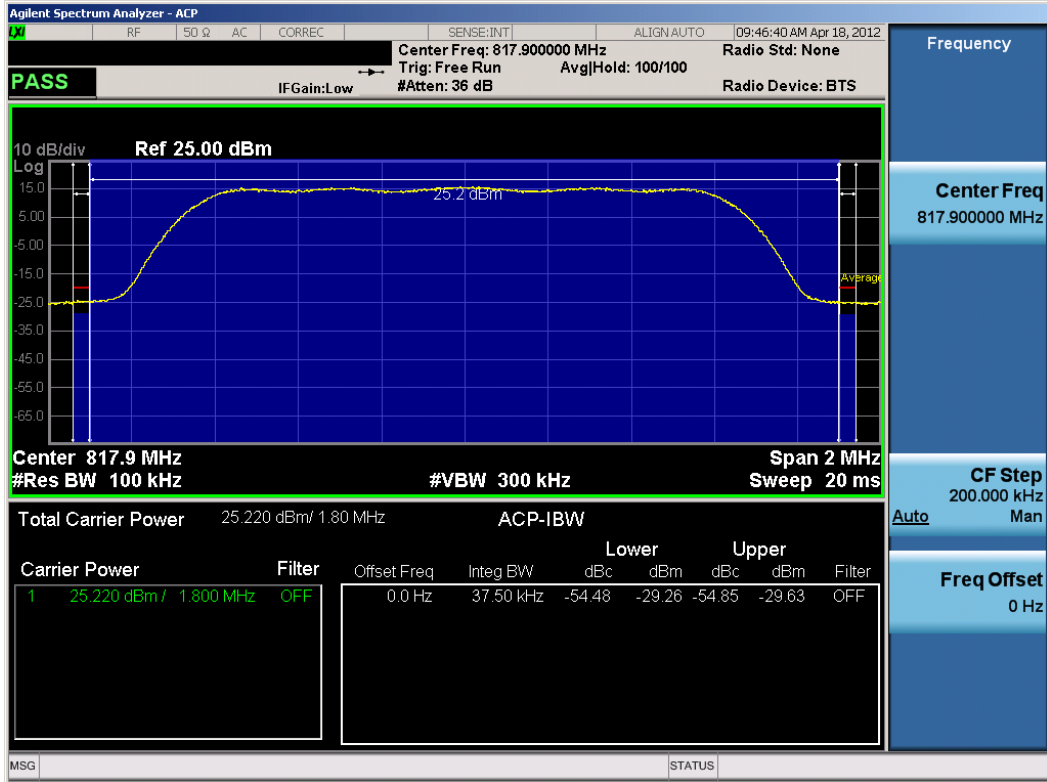 Agilent Spectrum Analyzer - ACP
LXI RF 50 Ω AC CORREC SENSE:INT ALIGN AUTO 09:46:40 AM Apr 18, 2012
Center Freq: 817.900000 MHz Radio Std: None
Trig: Free Run Avg|Hold: 100/100
PASS IFGain:Low #Atten: 36 dB Radio Device: BTS
10 dB/div Ref 25.00 dBm
Log
15.0
25.2 dBm
5.00
-5.00
-15.0
Average
-25.0
-35.0
-45.0
-55.0
-65.0
Center 817.9 MHz Span 2 MHz
#Res BW 100 kHz #VBW 300 kHz Sweep 20 ms
Total Carrier Power 25.220 dBm/ 1.80 MHz ACP-IBW
Lower Upper
Carrier Power Filter Offset Freq Integ BW dBc dBm dBc dBm Filter
1 25.220 dBm / 1.800 MHz OFF 0.0 Hz 37.50 kHz -54.48 -29.26 -54.85 -29.63 OFF
MSG STATUS
Frequency
Center Freq
817.900000 MHz
CF Step
200.000 kHz
Auto Man
Freq Offset
0 Hz